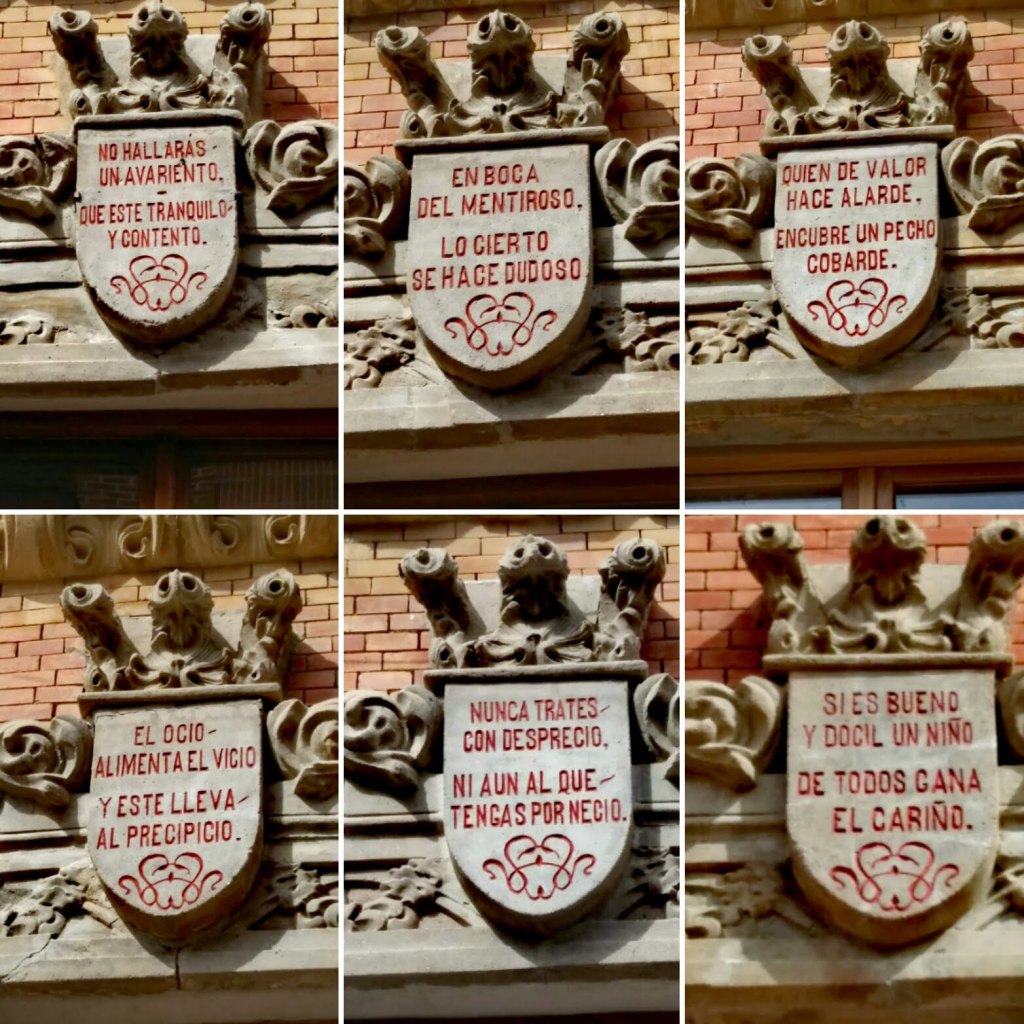 NO HALLARÁS-
UN AVARIENTO,
QUE ESTE TRANQUILO-
Y CONTENTO.
EN BOCA
DEL MENTIROSO,
LO CIERTO
SE HACE DUDOSO
QUIEN DE VALOR
HACE ALARDE,
ENCUBRE UN PECHO
COBARDE.
EL OCIO-
ALIMENTA EL VICIO
Y ESTE LLEVA-
AL PRECIPICIO.
NUNCA TRATES-
CON DESPRECIO,
NI AUN AL QUE-
TENGAS POR NECIO.
SI ES BUENO
Y DOCIL UN NIÑO
DE TODOS GANA
EL CARIÑO.